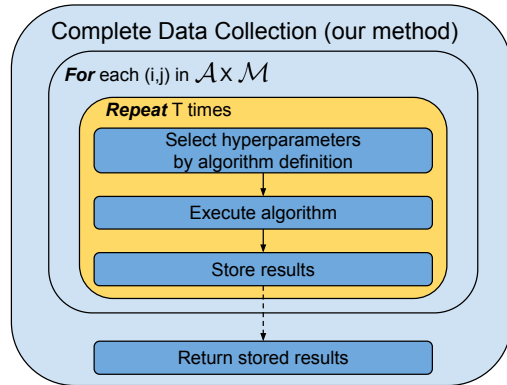 Complete Data Collection (our method)
For each (i,j) in 𝒜 x ℳ
Repeat T times
Select hyperparameters
by algorithm definition
Execute algorithm
Store results
Return stored results